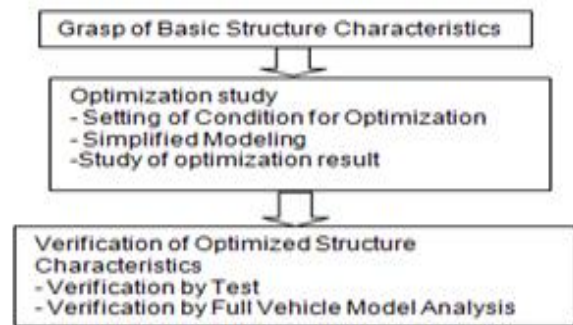 Grasp of Basic Structure Characteristics
Optimization study
- Setting of Condition for Optimization
- Simplified Modeling
-Study of optimization result
Verification of Optimized Structure
Characteristics
- Verification by Test
- Verification by Full Vehicle Model Analysis